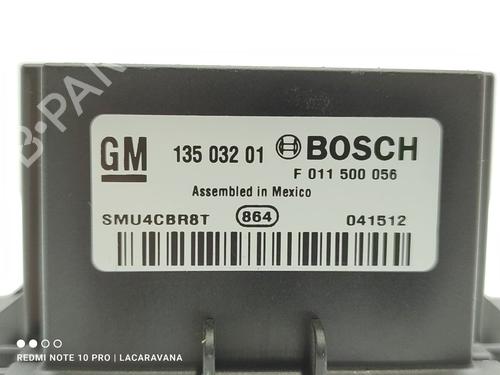 B-PARTS
GM 135 032 01 BOSCH
F 011 500 056
Assembled in Mexico
SMU4CBR8T 864 041512
REDMI NOTE 10 PRO | LACARAVANA